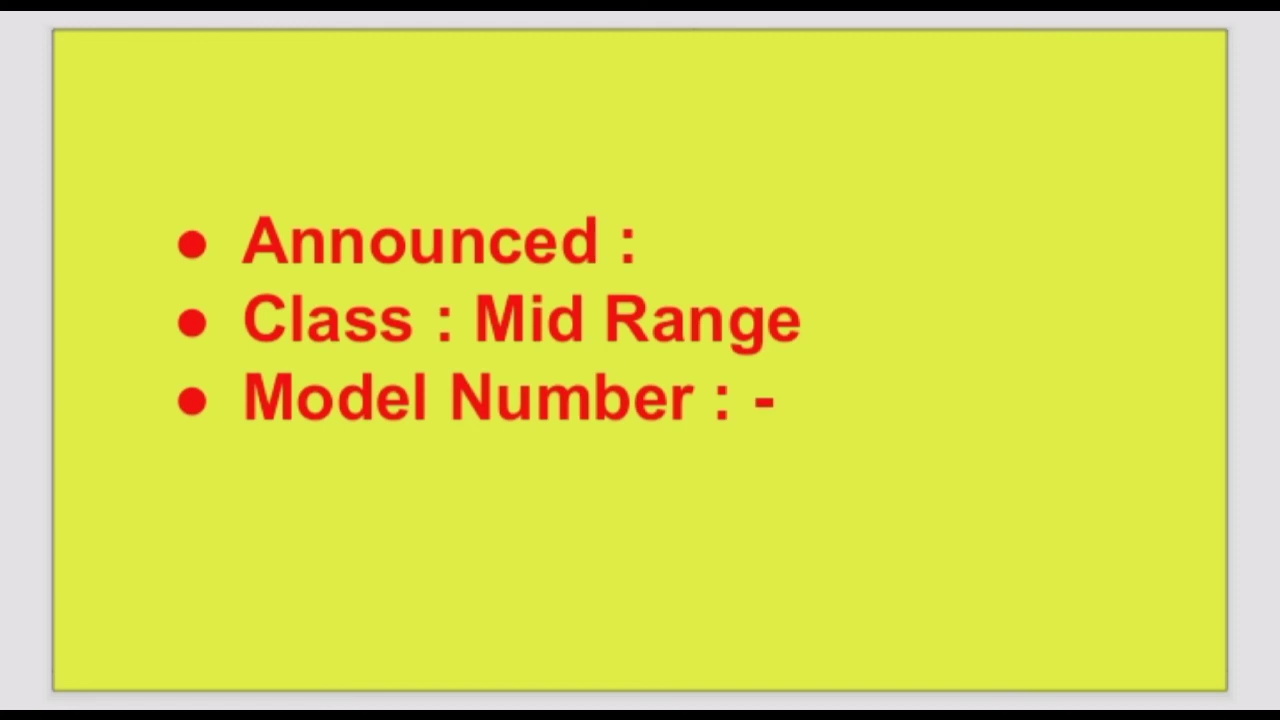 ● Announced :
● Class : Mid Range
● Model Number : -